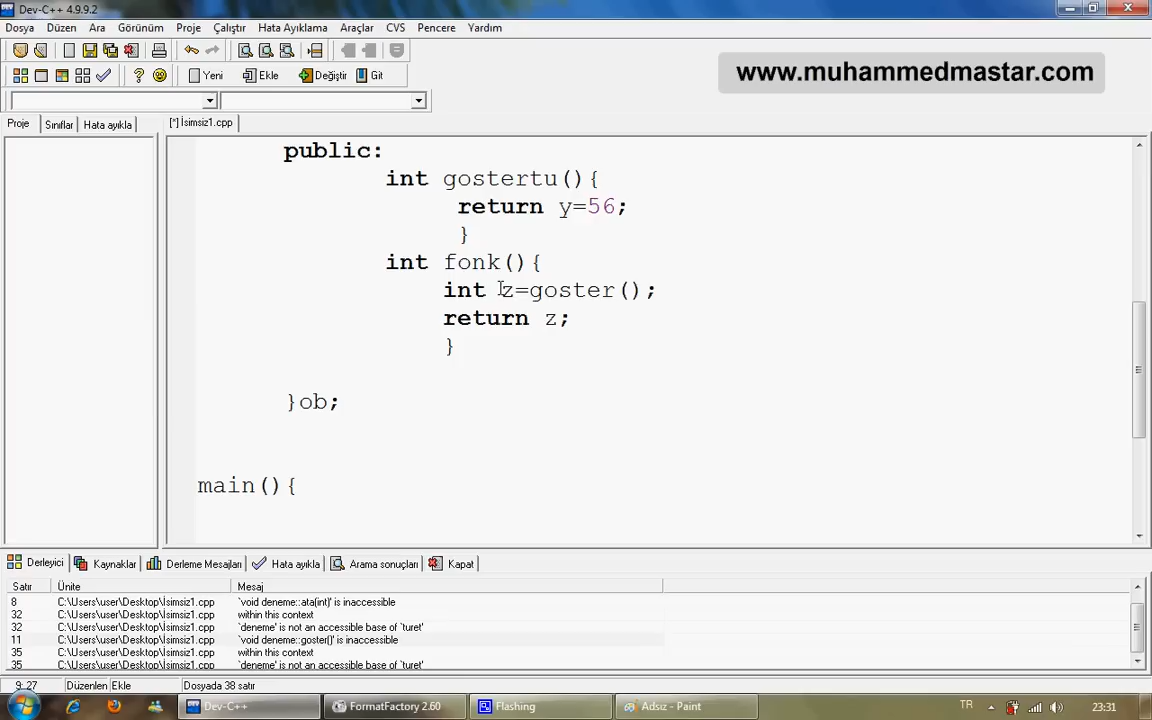 Dev-C++ 4.9.9.2
Dosya Düzen Ara Görünüm Proje Çalıştır Hata Ayıklama Araçlar CVS Pencere Yardım
www.muhammedmastar.com
Yeni Ekle Değiştir Git
Proje Sınıflar Hata ayıkla
[*] İsimsiz1.cpp
public:
int gostertu(){
return y=56;
}
int fonk(){
int z=goster();
return z;
}
}ob;
main(){
Derleyici Kaynaklar Derleme Mesajları Hata ayıkla Arama sonuçları Kapat
Satır Ünite Mesaj
8 C:\Users\user\Desktop\İsimsiz1.cpp `void deneme::ata(int)' is inaccessible
32 C:\Users\user\Desktop\İsimsiz1.cpp within this context
32 C:\Users\user\Desktop\İsimsiz1.cpp `deneme' is not an accessible base of `turet'
11 C:\Users\user\Desktop\İsimsiz1.cpp `void deneme::goster()' is inaccessible
35 C:\Users\user\Desktop\İsimsiz1.cpp within this context
35 C:\Users\user\Desktop\İsimsiz1.cpp `deneme' is not an accessible base of `turet'
9: 27 Düzenlen Ekle Dosyada 38 satır
Dev-C++ FormatFactory 2.60 Flashing Adsız - Paint TR 23:31